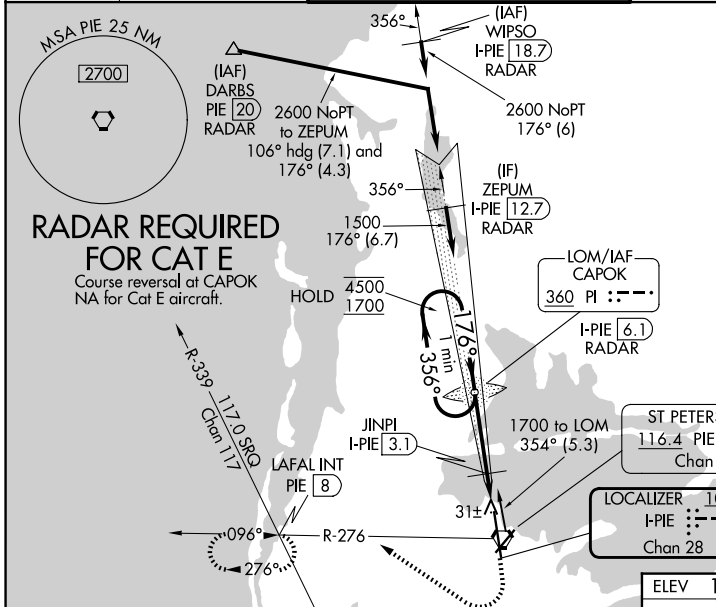 MSA PIE 25 NM
2700
(IAF)
DARBS
PIE 20
RADAR
2600 NoPT
to ZEPUM
106° hdg (7.1) and
176° (4.3)
356°
(IAF)
WIPSO
I-PIE 18.7
RADAR
2600 NoPT
176° (6)
356°
(IF)
ZEPUM
I-PIE 12.7
RADAR
1500
176° (6.7)
RADAR REQUIRED
FOR CAT E
Course reversal at CAPOK
NA for Cat E aircraft.
HOLD
4500
1700
176°
1 min
356°
LOM/IAF
CAPOK
360 PI
I-PIE 6.1
RADAR
R-339
117.0 SRQ
Chan 117
JINPI
I-PIE 3.1
1700 to LOM
354° (5.3)
ST PETER
116.4 PIE
Chan
LAFAL INT
PIE 8
31±
LOCALIZER
I-PIE
Chan 28
096°
R-276
276°
ELEV 1